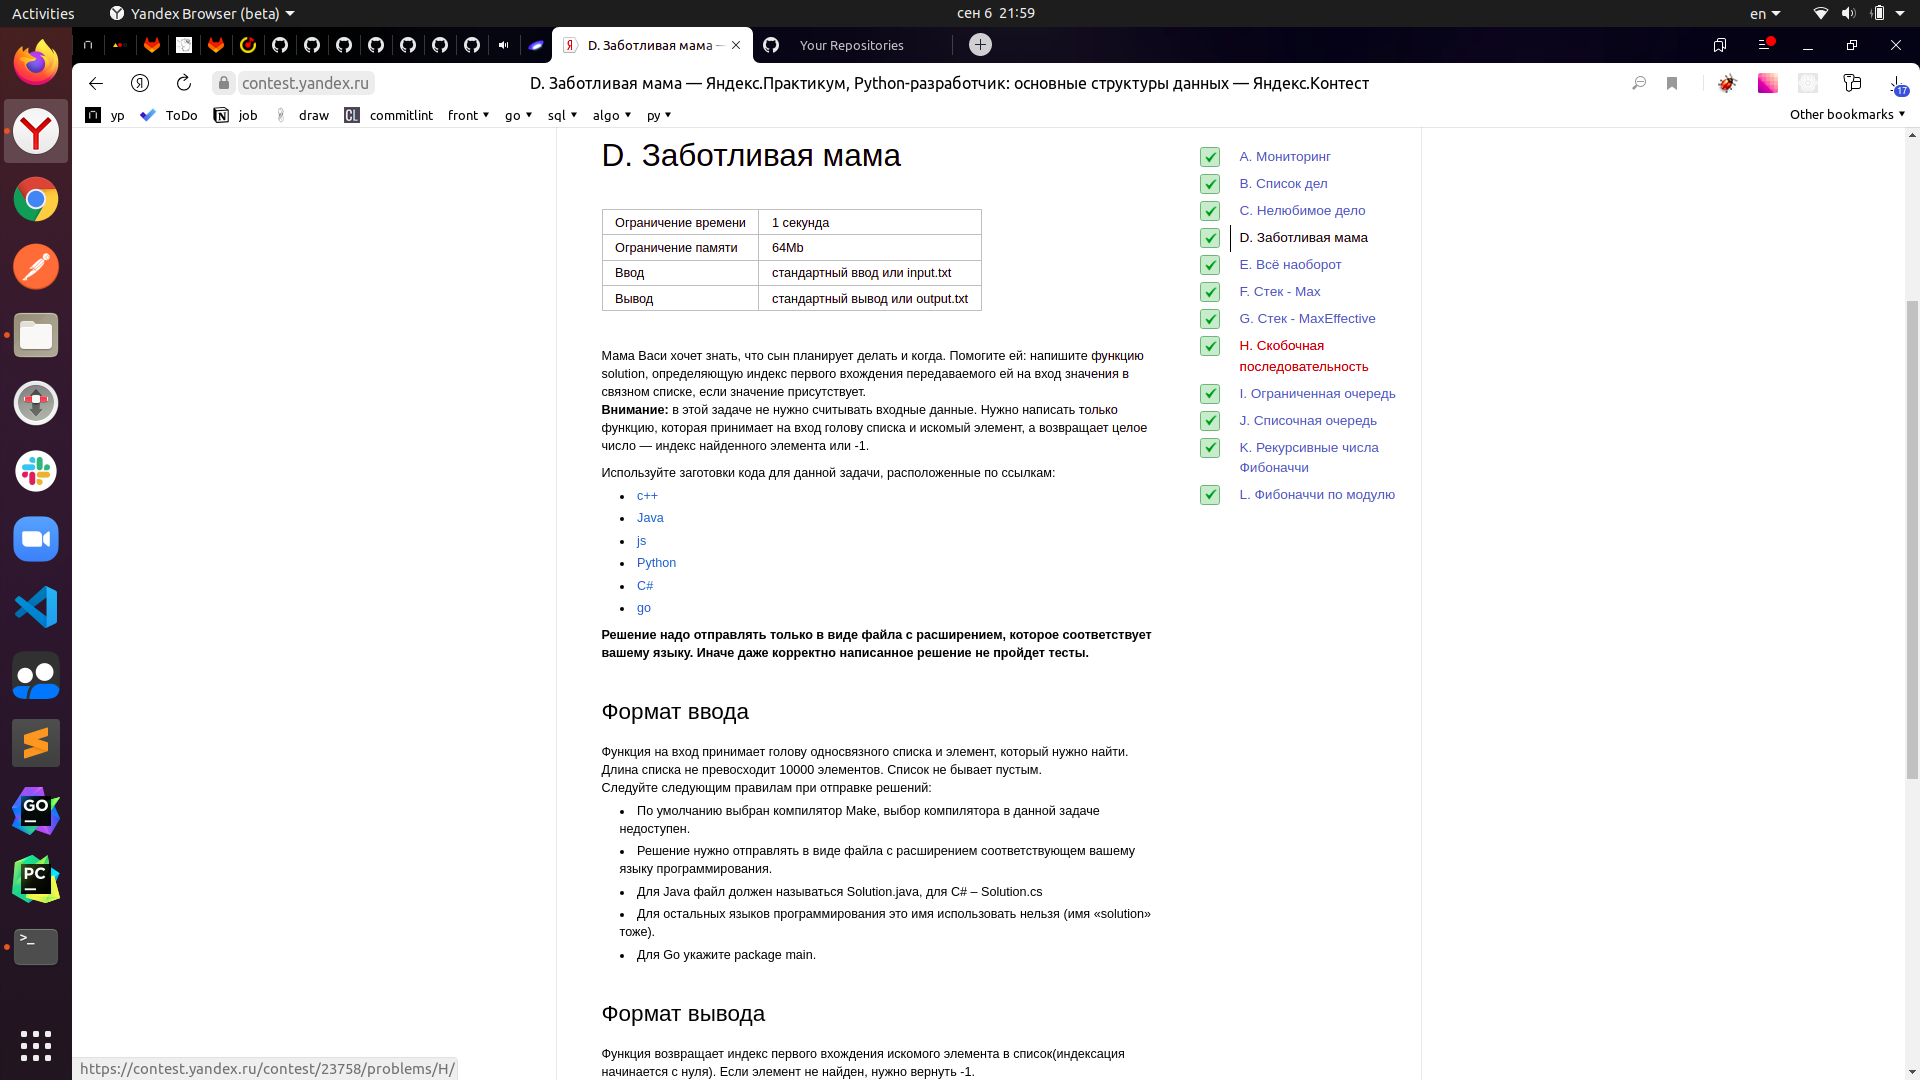 Activities
Yandex Browser (beta)
сен 6 21:59
en
D. Заботливая мама —
Your Repositories
contest.yandex.ru
D. Заботливая мама — Яндекс.Практикум, Python-разработчик: основные структуры данных — Яндекс.Контест
17
yp
ToDo
job
draw
CL
commitlint
front
go
sql
algo
py
Other bookmarks
D. Заботливая мама
Ограничение времени 1 секунда
Ограничение памяти 64Mb
Ввод стандартный ввод или input.txt
Вывод стандартный вывод или output.txt
Мама Васи хочет знать, что сын планирует делать и когда. Помогите ей: напишите функцию
solution, определяющую индекс первого вхождения передаваемого ей на вход значения в
связном списке, если значение присутствует.
Внимание: в этой задаче не нужно считывать входные данные. Нужно написать только
функцию, которая принимает на вход голову списка и искомый элемент, а возвращает целое
число — индекс найденного элемента или -1.
Используйте заготовки кода для данной задачи, расположенные по ссылкам:
c++
Java
js
Python
C#
go
Решение надо отправлять только в виде файла с расширением, которое соответствует
вашему языку. Иначе даже корректно написанное решение не пройдет тесты.
Формат ввода
Функция на вход принимает голову односвязного списка и элемент, который нужно найти.
Длина списка не превосходит 10000 элементов. Список не бывает пустым.
Следуйте следующим правилам при отправке решений:
По умолчанию выбран компилятор Make, выбор компилятора в данной задаче
недоступен.
Решение нужно отправлять в виде файла с расширением соответствующем вашему
языку программирования.
Для Java файл должен называться Solution.java, для C# – Solution.cs
Для остальных языков программирования это имя использовать нельзя (имя «solution»
тоже).
Для Go укажите package main.
Формат вывода
Функция возвращает индекс первого вхождения искомого элемента в список(индексация
начинается с нуля). Если элемент не найден, нужно вернуть -1.
A. Мониторинг
B. Список дел
C. Нелюбимое дело
D. Заботливая мама
E. Всё наоборот
F. Стек - Max
G. Стек - MaxEffective
H. Скобочная
последовательность
I. Ограниченная очередь
J. Списочная очередь
K. Рекурсивные числа
Фибоначчи
L. Фибоначчи по модулю
GO
PC
>_
https://contest.yandex.ru/contest/23758/problems/H/